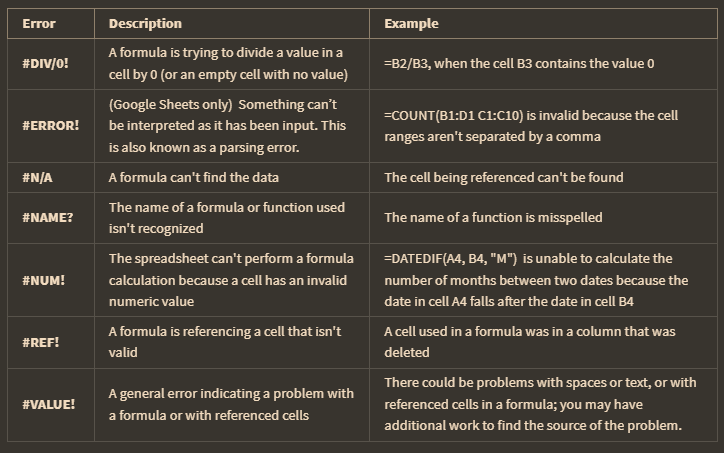 Error Description Example
#DIV/0!
A formula is trying to divide a value in a
cell by 0 (or an empty cell with no value)
=B2/B3, when the cell B3 contains the value 0
#ERROR!
(Google Sheets only)  Something can't
be interpreted as it has been input. This
is also known as a parsing error.
=COUNT(B1:D1 C1:C10) is invalid because the cell
ranges aren't separated by a comma
#N/A
A formula can't find the data
The cell being referenced can't be found
#NAME?
The name of a formula or function used
isn't recognized
The name of a function is misspelled
#NUM!
The spreadsheet can't perform a formula
calculation because a cell has an invalid
numeric value
=DATEDIF(A4, B4, "M")  is unable to calculate the
number of months between two dates because the
date in cell A4 falls after the date in cell B4
#REF!
A formula is referencing a cell that isn't
valid
A cell used in a formula was in a column that was
deleted
#VALUE!
A general error indicating a problem with
a formula or with referenced cells
There could be problems with spaces or text, or with
referenced cells in a formula; you may have
additional work to find the source of the problem.